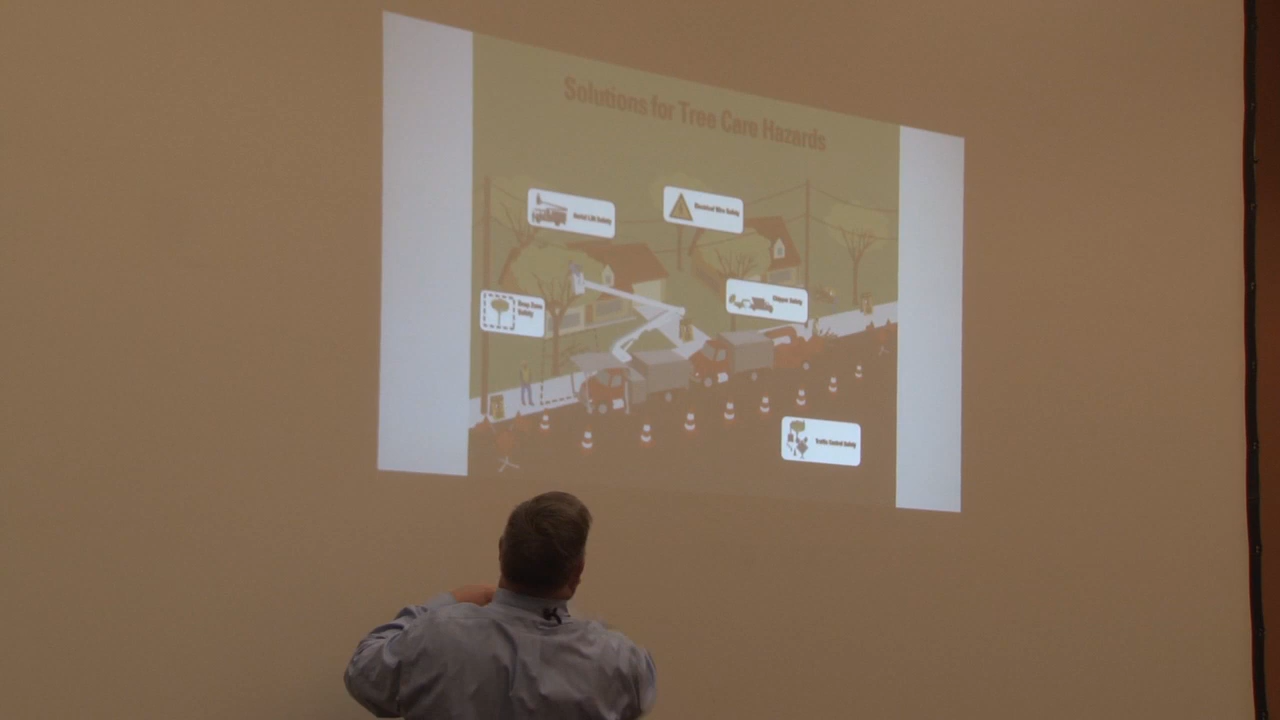 Solutions for Tree Care Hazards
Aerial Lift Safety
Electrical Wire Safety
Drop Zone
Safety
Chipper Safety
Traffic Control Safety